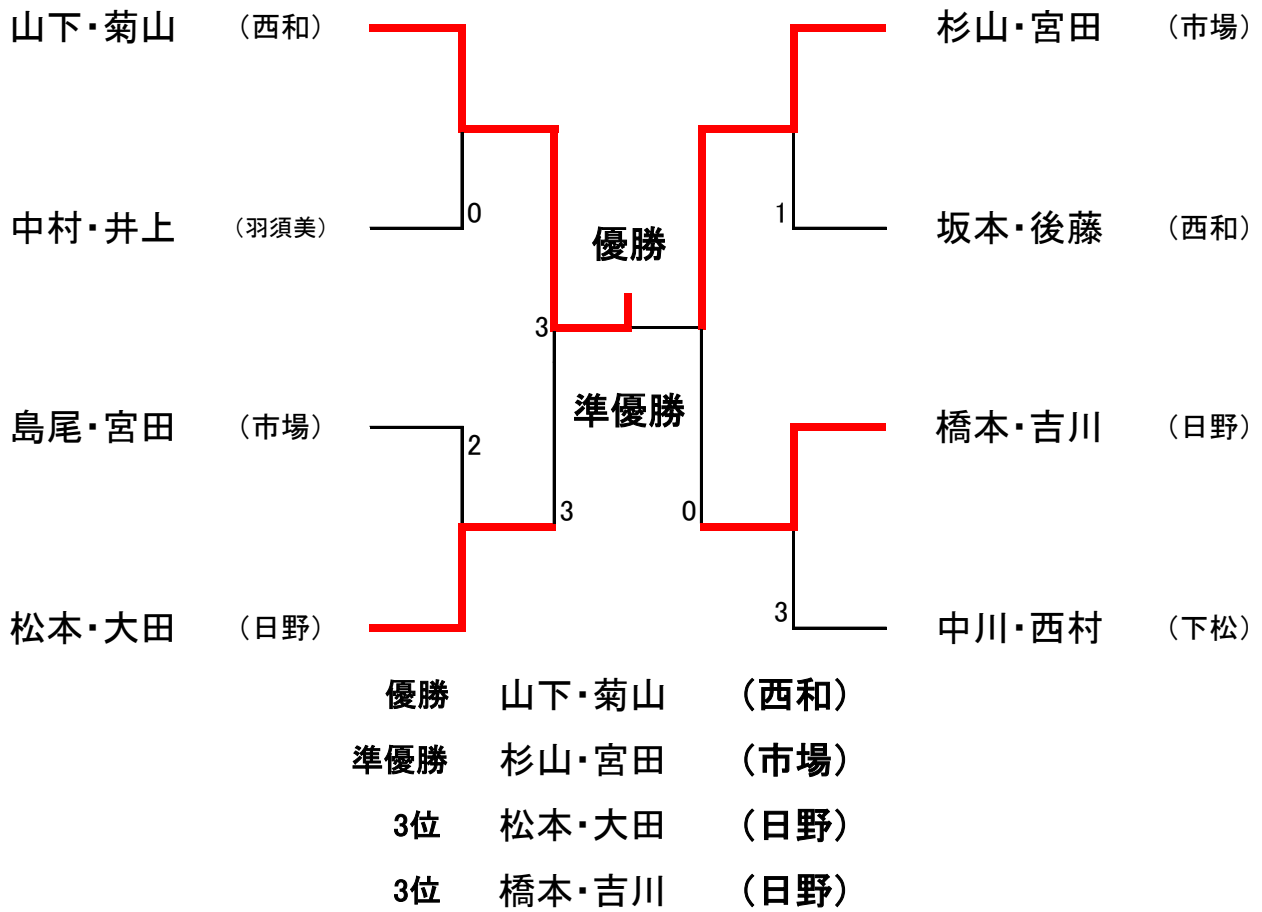 山下・菊山 （西和） 杉山・宮田 （市場）
中村・井上 （羽須美） 0 1 坂本・後藤 （西和）
優勝
3
準優勝
島尾・宮田 （市場） 2 橋本・吉川 （日野）
3 0
松本・大田 （日野） 3 中川・西村 （下松）
優勝 山下・菊山 （西和）
準優勝 杉山・宮田 （市場）
3位 松本・大田 （日野）
3位 橋本・吉川 （日野）